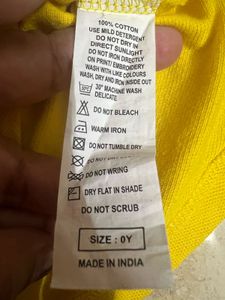 100% COTTON
USE MILD DETERGENT
DO NOT DRY IN
DIRECT SUNLIGHT
DO NOT IRON DIRECTLY
ON PRINT/EMBROIDERY
WASH WITH LIKE COLOURS
WASH, DRY AND IRON INSIDE OUT
30° MACHINE WASH
DELICATE
DO NOT BLEACH
WARM IRON
DO NOT TUMBLE DRY
DO NOT WRING
DRY FLAT IN SHADE
DO NOT SCRUB
SIZE : 0Y
MADE IN INDIA